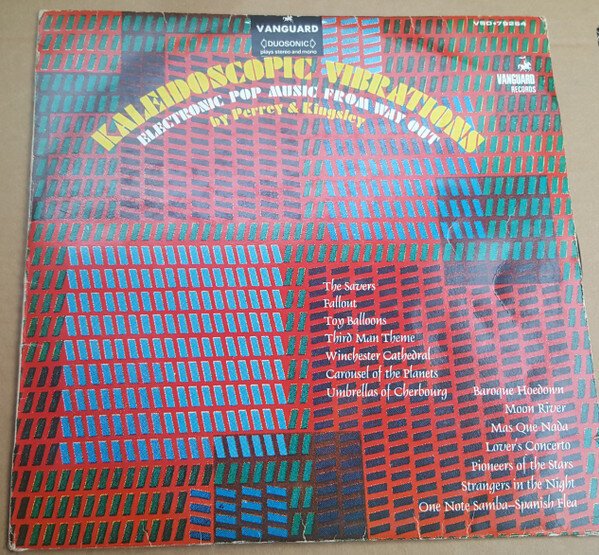 VANGUARD
DUOSONIC
plays stereo and mono
VSD•79264
VANGUARD
RECORDS
KALEIDOSCOPIC VIBRATIONS
ELECTRONIC POP MUSIC FROM WAY OUT
by Perrey & Kingsley
The Savers
Fallout
Toy Balloons
Third Man Theme
Winchester Cathedral
Carousel of the Planets
Umbrellas of Cherbourg
Baroque Hoedown
Moon River
Mas Que Nada
Lover's Concerto
Pioneers of the Stars
Strangers in the Night
One Note Samba–Spanish Flea